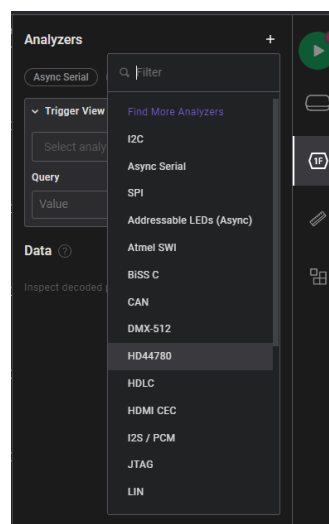 Analyzers
+
Async Serial
Filter
Trigger View
Find More Analyzers
Select analy
I2C
Async Serial
Query
SPI
Value
Addressable LEDs (Async)
Data ?
Atmel SWI
BiSS C
Inspect decoded
CAN
DMX-512
HD44780
HDLC
HDMI CEC
I2S / PCM
JTAG
LIN
1F